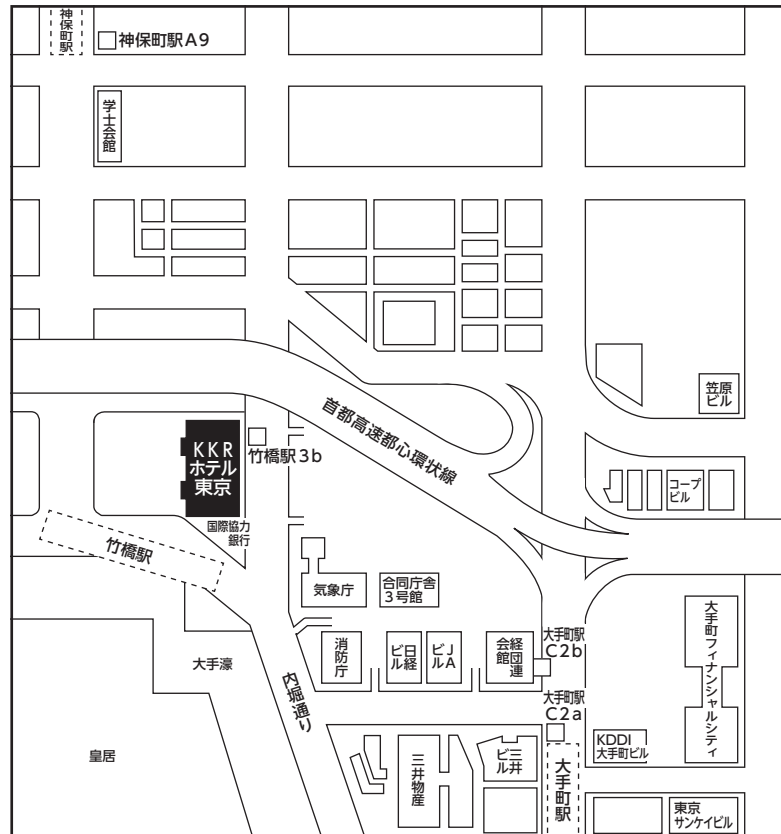 神保町駅
神保町駅A9
学士会館
首都高速都心環状線
笠原
ビル
KKR
ホテル
東京
竹橋駅3b
コープ
ビル
国際協力
銀行
竹橋駅
気象庁
合同庁舎
3号館
大手町フィナンシャルシティ
消防庁
日経
ビル
JA
ビル
経団連
会館
大手町駅
C2b
大手濠
内堀通り
大手町駅
C2a
皇居
三井物産
三井
ビル
大手町駅
KDDI
大手町ビル
東京
サンケイビル